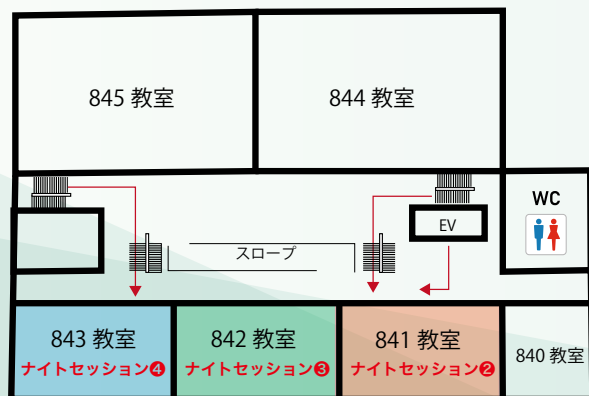 845 教室
844 教室
WC
EV
スロープ
843 教室
ナイトセッション❹
842 教室
ナイトセッション❸
841 教室
ナイトセッション❷
840 教室